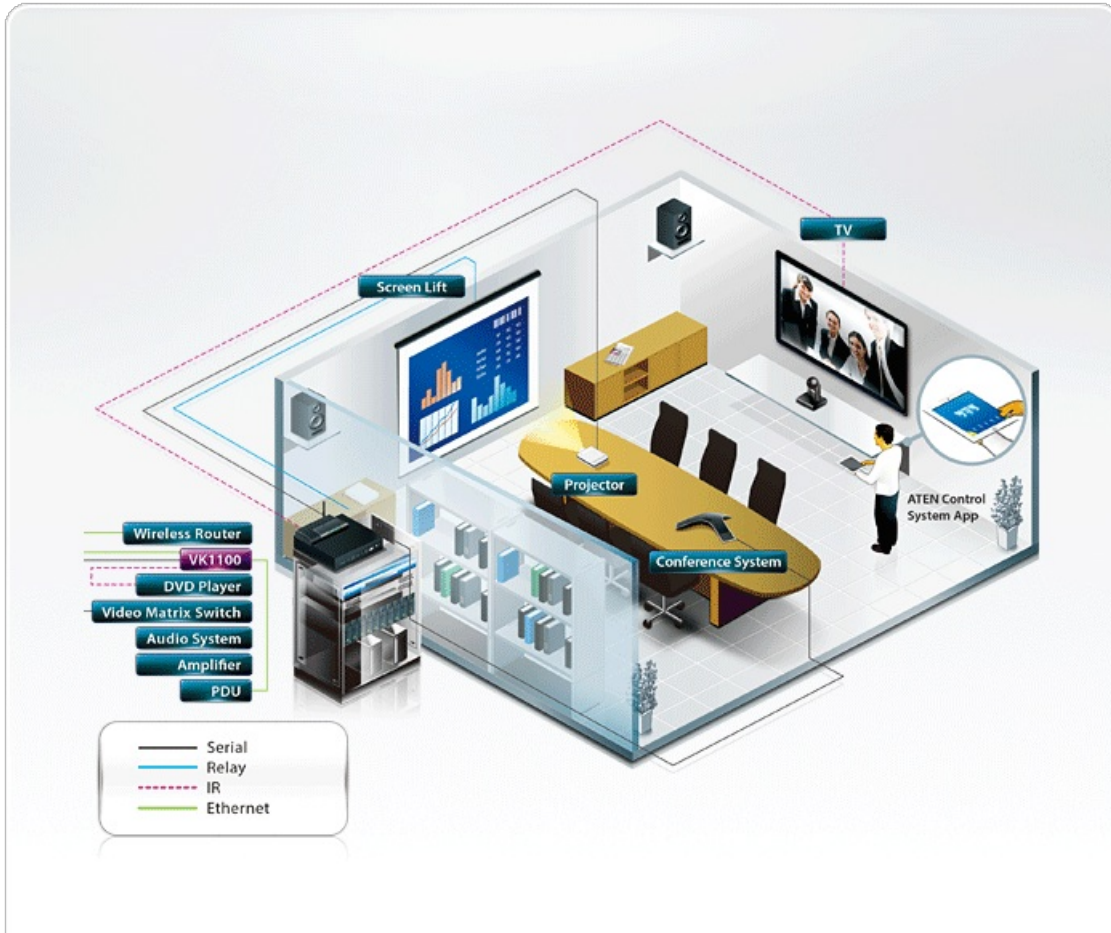 TV
Screen Lift
Projector
ATEN Control
System App
Conference System
Wireless Router
VK1100
DVD Player
Video Matrix Switch
Audio System
Amplifier
PDU
Serial
Relay
IR
Ethernet